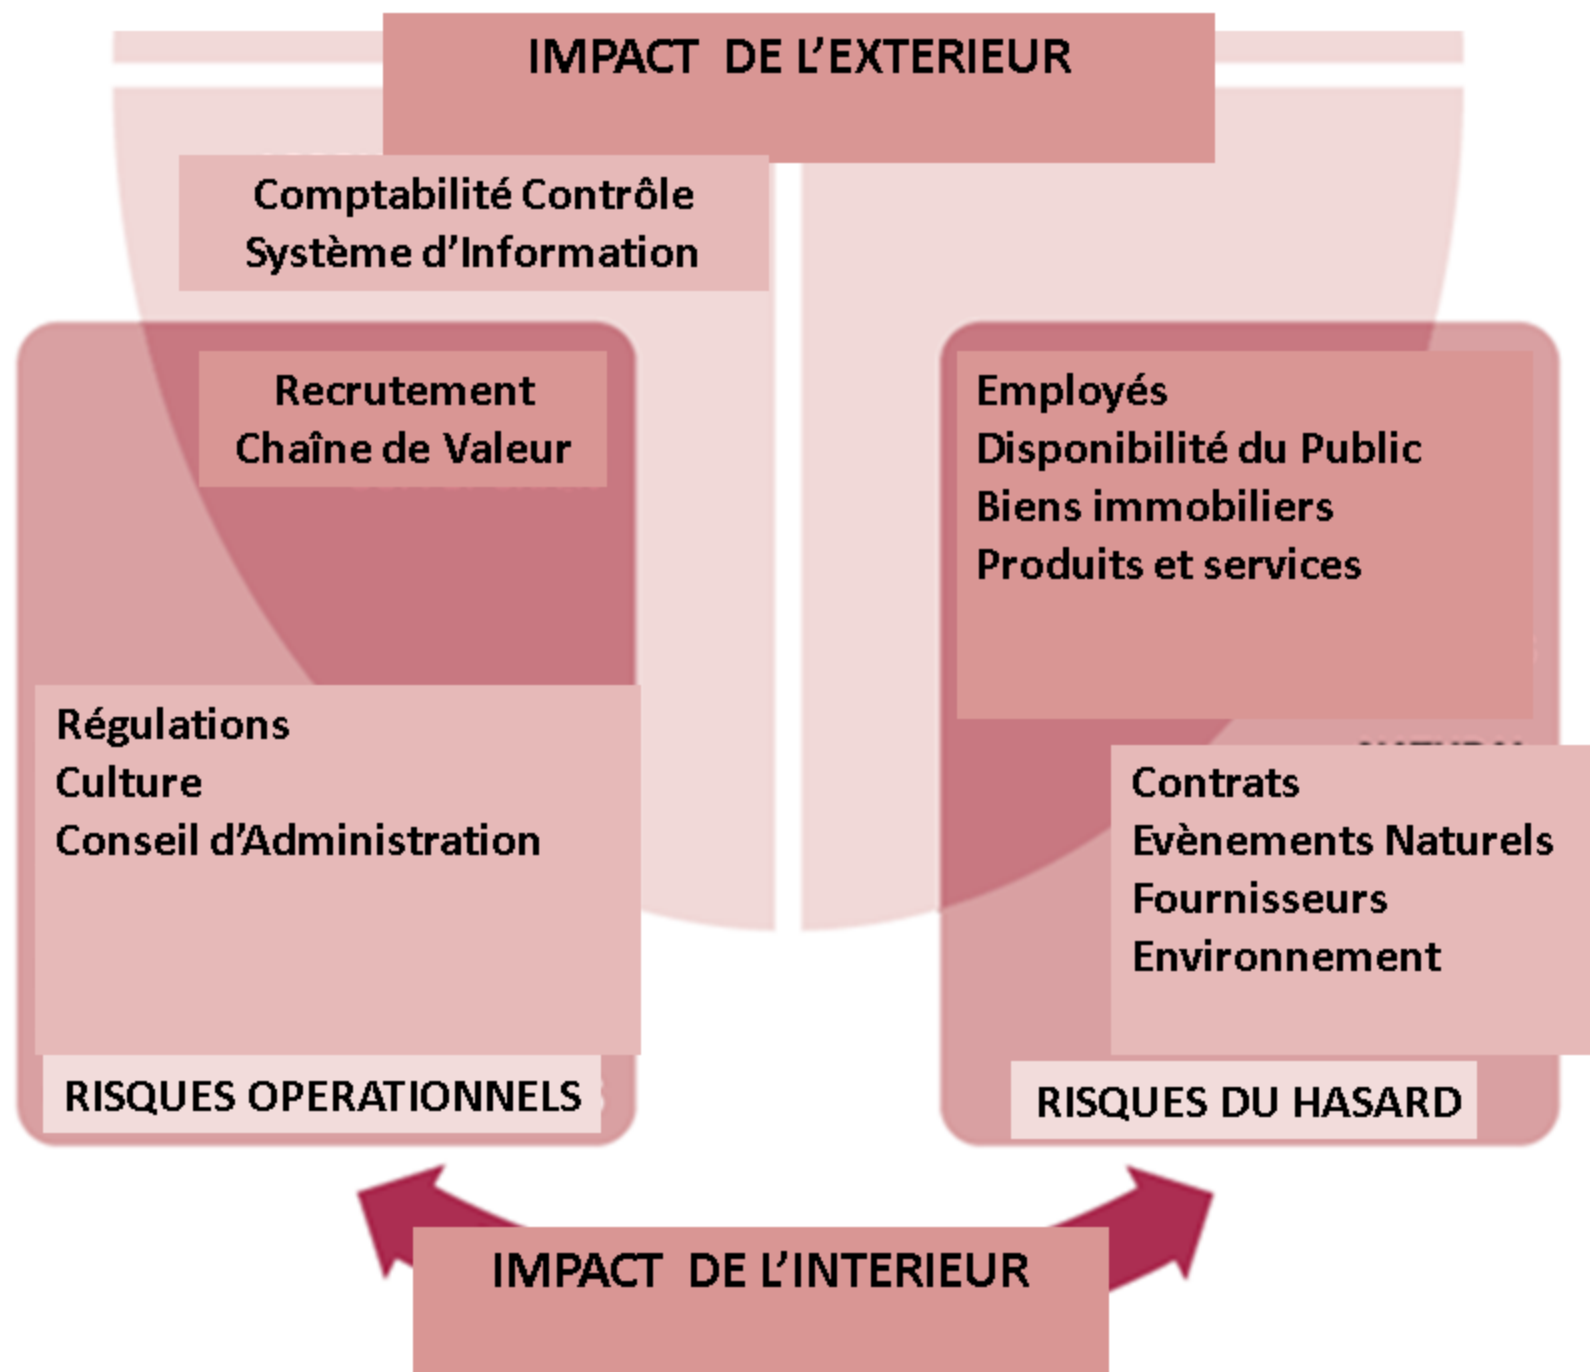 IMPACT DE L'EXTERIEUR
Comptabilité Contrôle
Système d'Information
Recrutement
Chaîne de Valeur
Employés
Disponibilité du Public
Biens immobiliers
Produits et services
Régulations
Culture
Conseil d'Administration
Contrats
Evènements Naturels
Fournisseurs
Environnement
RISQUES OPERATIONNELS
RISQUES DU HASARD
IMPACT DE L'INTERIEUR